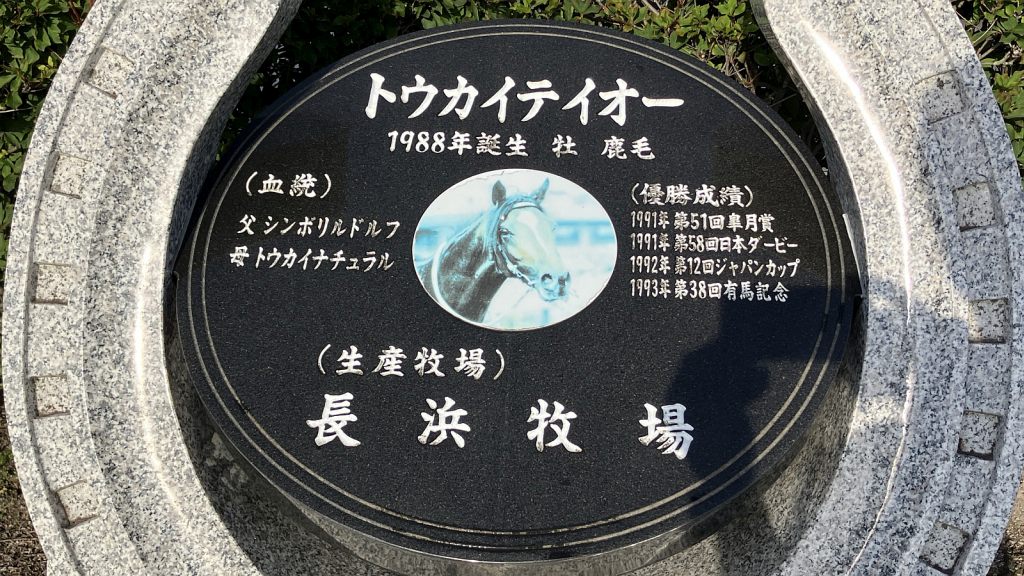 トウカイテイオー
1988年誕生 牡 鹿毛
(血統)
父 シンボリルドルフ
母 トウカイナチュラル
(優勝成績)
1991年 第51回皐月賞
1991年 第58回日本ダービー
1992年 第12回ジャパンカップ
1993年 第38回有馬記念
(生産牧場)
長浜牧場